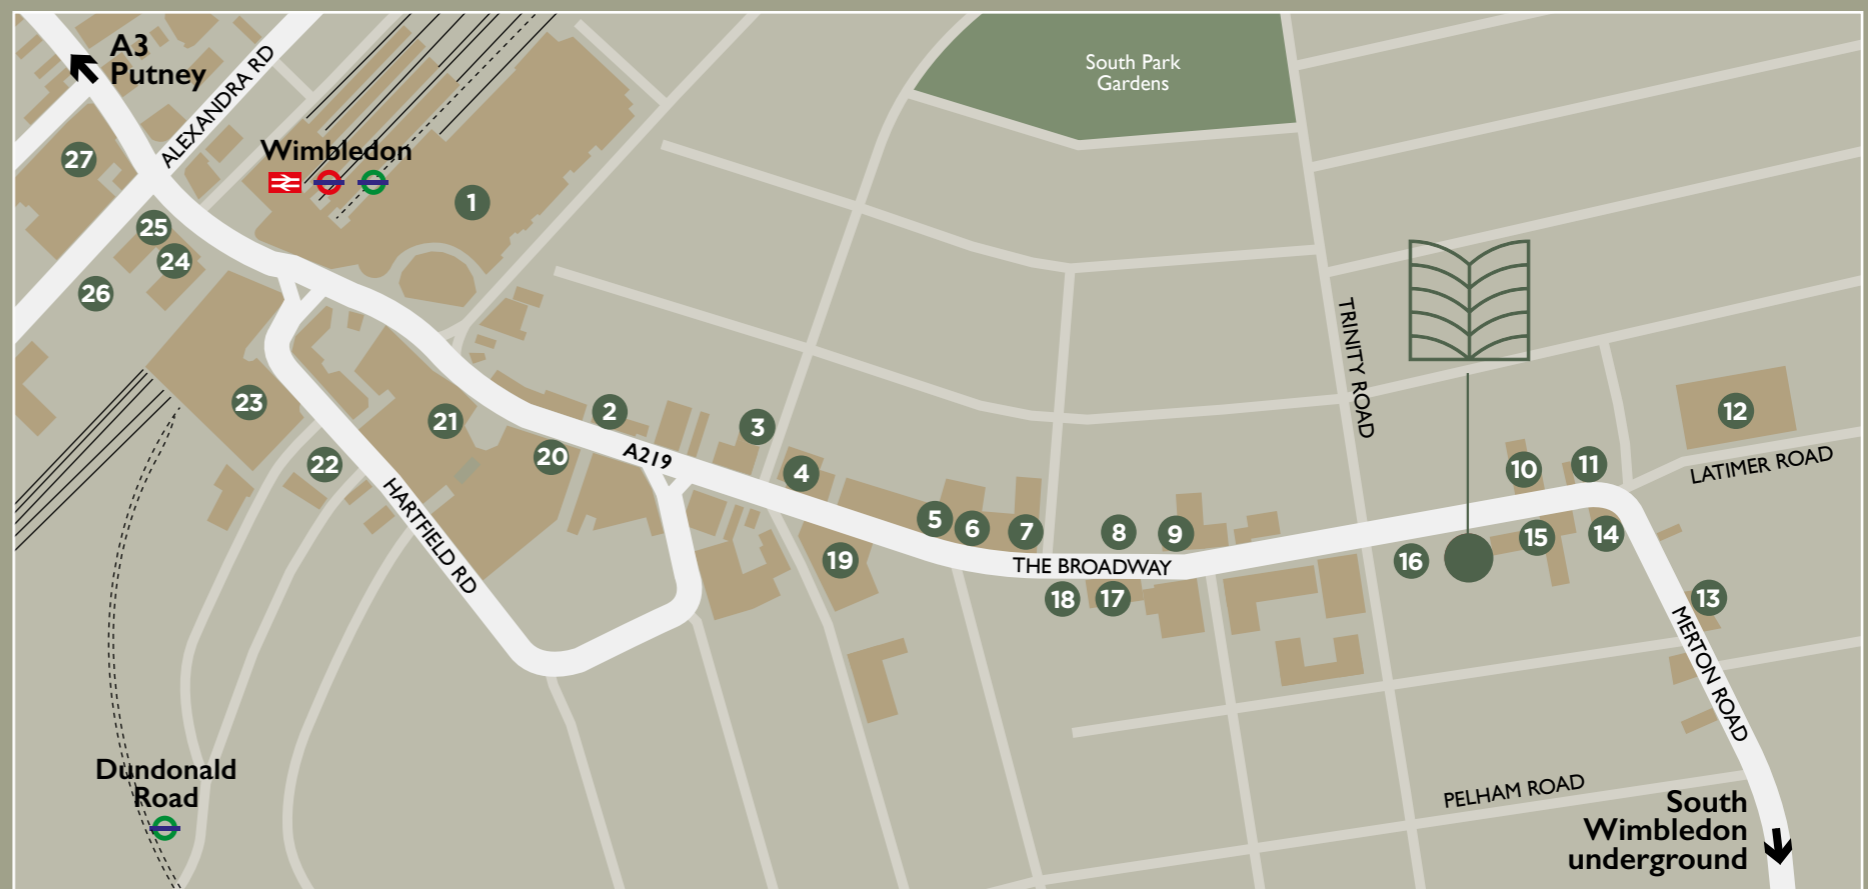 A3
Putney
ALEXANDRA RD
South Park
Gardens
Wimbledon
27
1
25
24
26
23
21
22
20
2
A219
3
4
HARTFIELD RD
5
6
7
8
9
THE BROADWAY
19
18
17
TRINITY ROAD
10
11
12
LATIMER ROAD
16
15
14
13
MERTON ROAD
PELHAM ROAD
Dundonald
Road
South
Wimbledon
underground